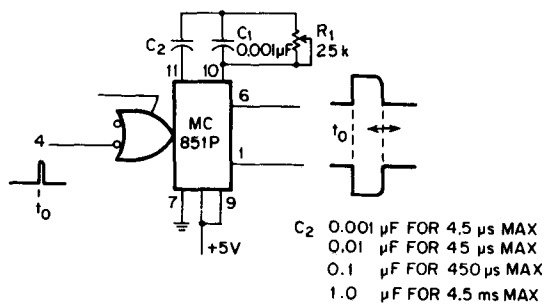 C₂
C₁
0.001μF
R₁
25k
11
10
MC
851P
6
1
4
t₀
t₀
7
9
+5V
C₂ 0.001 μF FOR 4.5 μs MAX
0.01 μF FOR 45 μs MAX
0.1 μF FOR 450 μs MAX
1.0 μF FOR 4.5 ms MAX